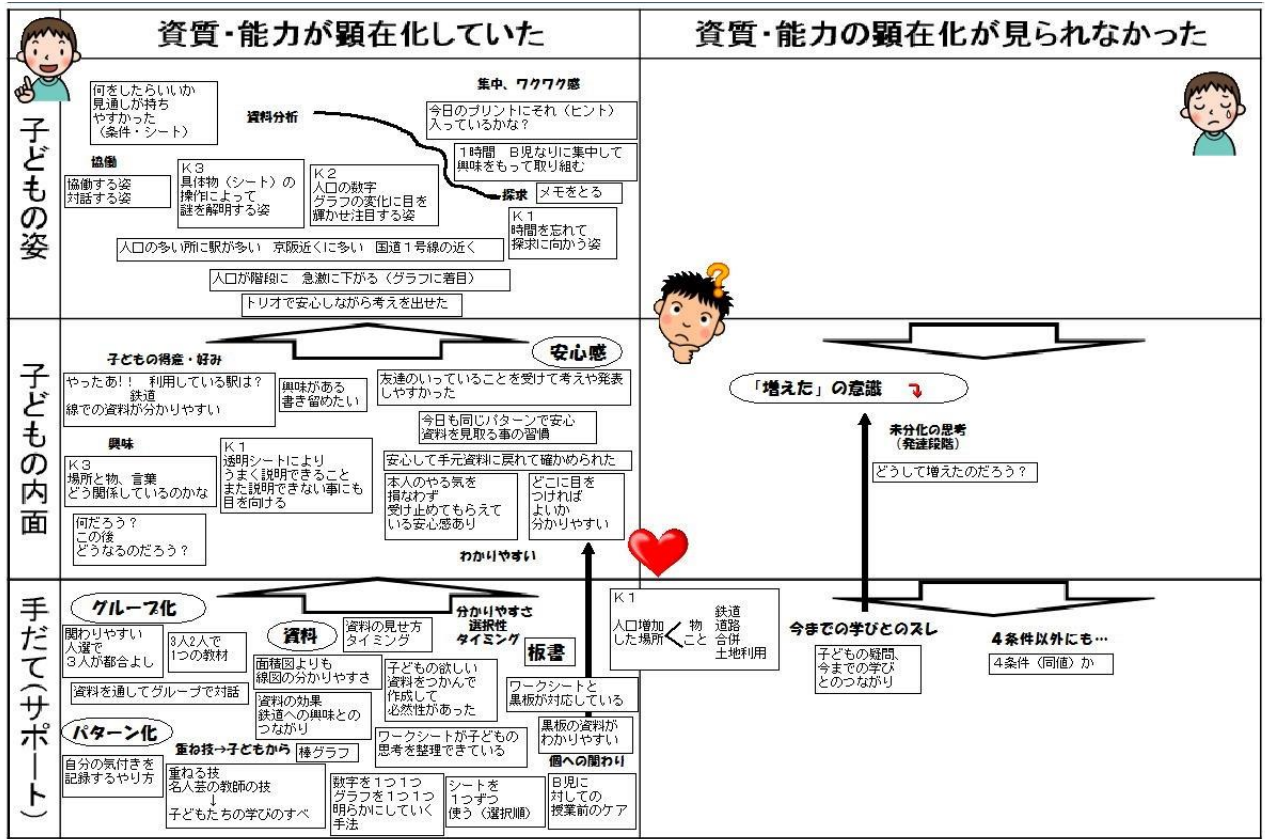 資質・能力が顕在化していた
資質・能力の顕在化が見られなかった
子どもの姿
何をしたらいいか
見通しが持ち
やすかった
(条件・シート)
資料分析
集中、ワクワク感
今日のプリントにそれ(ヒント)
入っているかな?
1時間 B児なりに集中して
興味をもって取り組む
協働
協働する姿
対話する姿
K3
具体物(シート)の
操作によって
謎を解明する姿
K2
人口の数字
グラフの変化に目を
輝かせ注目する姿
探求
メモをとる
K1
時間を忘れて
探求に向かう姿
人口の多い所に駅が多い 京阪近くに多い 国道1号線の近く
人口が階段に 急激に下がる(グラフに着目)
トリオで安心しながら考えを出せた
子どもの内面
子どもの得意・好み
やったあ!! 利用している駅は?
鉄道
線での資料が分かりやすい
興味がある
書き留めたい
安心感
友達のいっていることを受けて考えや発表
しやすかった
今日も同じパターンで安心
資料を見取る事の習慣
興味
K3
場所と物、言葉
どう関係しているのかな
K1
透明シートにより
うまく説明できること
また説明できない事にも
目を向ける
安心して手元資料に戻れて確かめられた
本人のやる気を
損なわず
受け止めてもらえて
いる安心感あり
どこに目を
つければ
よいか
分かりやすい
何だろう?
この後
どうなるのだろう?
わかりやすい
「増えた」の意識
未分化の思考
(発達段階)
どうして増えたのだろう?
手だて(サポート)
グループ化
関わりやすい
人選で
3人が都合よし
3人2人で
1つの教材
資料を通してグループで対話
資料
資料の見せ方
タイミング
分かりやすさ
選択性
タイミング
板書
面積図よりも
線図の分かりやすさ
資料の効果
鉄道への興味との
つながり
子どもの欲しい
資料をつかんで
作成して
必然性があった
ワークシートと
黒板が対応している
黒板の資料が
わかりやすい
パターン化
自分の気付きを
記録するやり方
重ね技→子どもから
棒グラフ
ワークシートが子どもの
思考を整理できている
個への関わり
重ねる技
名人芸の教師の技
↓
子どもたちの学びのすべ
数字を1つ1つ
グラフを1つ1つ
明らかにしていく
手法
シートを
1つずつ
使う(選択順)
B児に
対しての
授業前のケア
K1
人口増加
した場所
物
こと
鉄道
道路
合併
土地利用
今までの学びとのズレ
子どもの疑問、
今までの学び
とのつながり
4条件以外にも…
4条件(同値)か